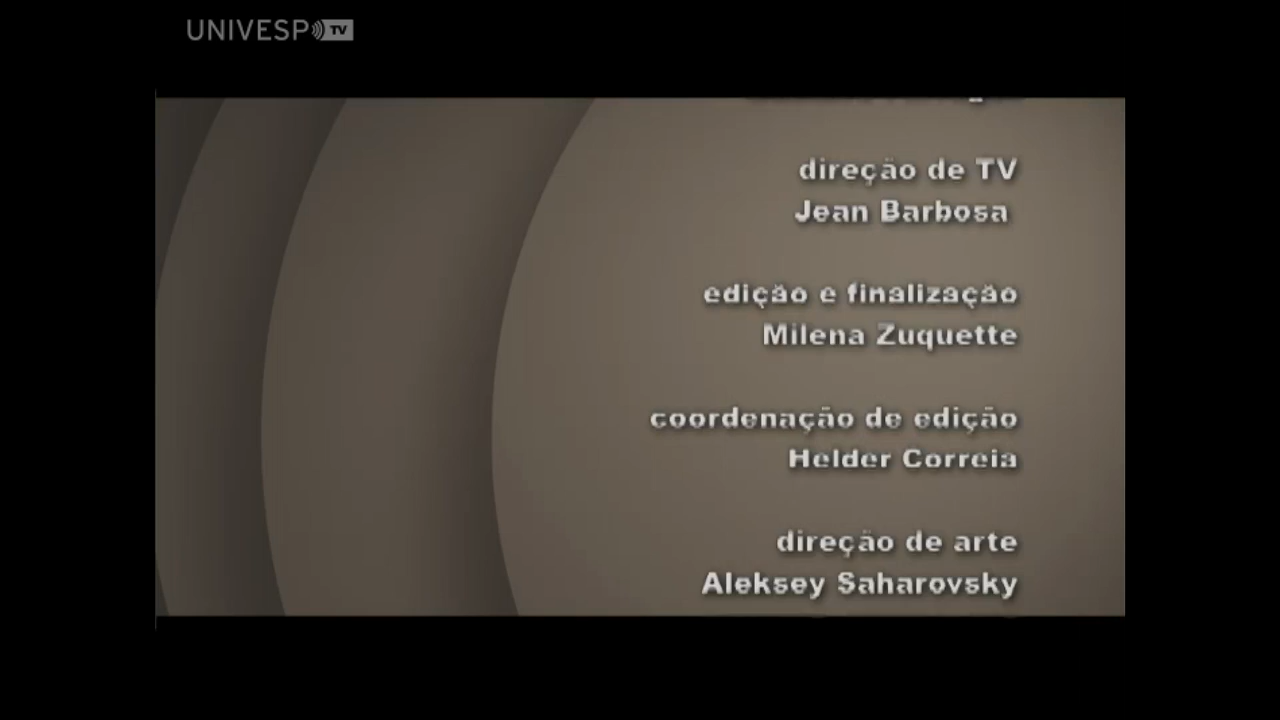 UNIVESP TV
direção de TV
Jean Barbosa
edição e finalização
Milena Zuquette
coordenação de edição
Helder Correia
direção de arte
Aleksey Saharovsky